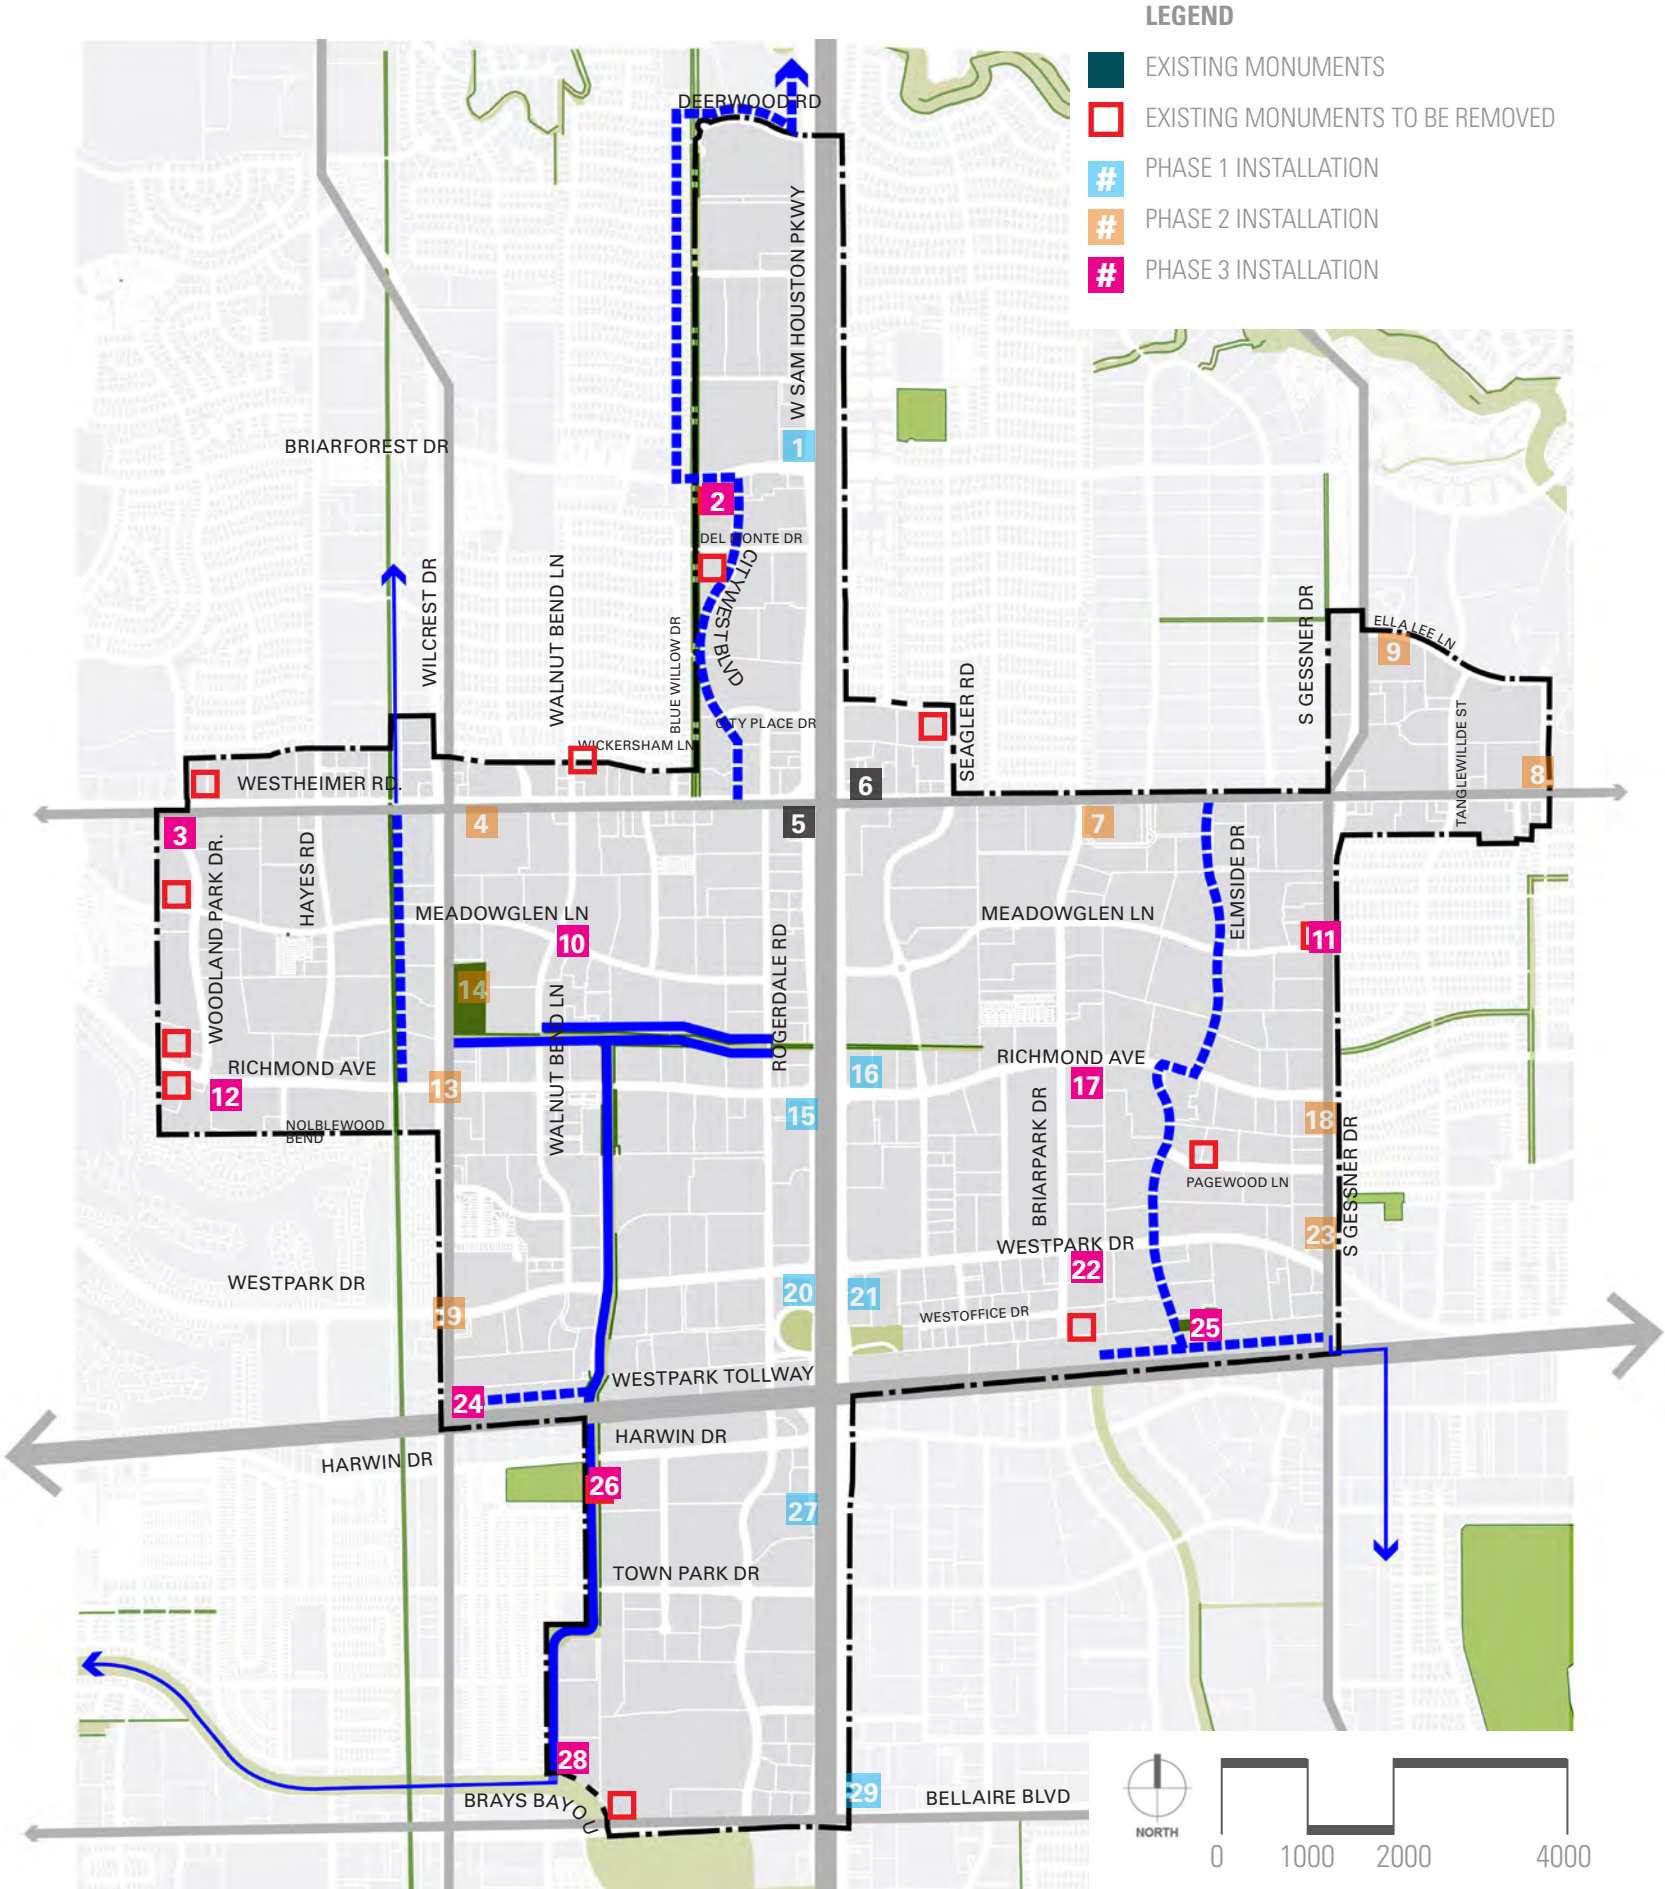 LEGEND
EXISTING MONUMENTS
EXISTING MONUMENTS TO BE REMOVED
# PHASE 1 INSTALLATION
# PHASE 2 INSTALLATION
# PHASE 3 INSTALLATION
DEERWOOD RD
W SAM HOUSTON PKWY
BRIARFOREST DR
1
2
DEL MONTE DR
CITYWEST BLVD
WILCREST DR
WALNUT BEND LN
BLUE WILLOW DR
S GESSNER DR
ELLA LEE LN
9
SEAGLER RD
CITY PLACE DR
WICKERSHAM LN
TANGLEWILLDE ST
WESTHEIMER RD.
6
8
3
4
5
7
WOODLAND PARK DR.
HAYES RD
ELMSIDE DR
MEADOWGLEN LN
MEADOWGLEN LN
10
11
ROGERDALE RD
14
WALNUT BEND LN
RICHMOND AVE
RICHMOND AVE
16
17
12
13
15
18
BRIARPARK DR
NOLBLEWOOD
BEND
S GESSNER DR
PAGEWOOD LN
23
WESTPARK DR
22
WESTPARK DR
20
21
19
WESTOFFICE DR
25
WESTPARK TOLLWAY
24
HARWIN DR
HARWIN DR
26
27
TOWN PARK DR
28
29
BRAYS BAYOU
BELLAIRE BLVD
NORTH
0 1000 2000 4000